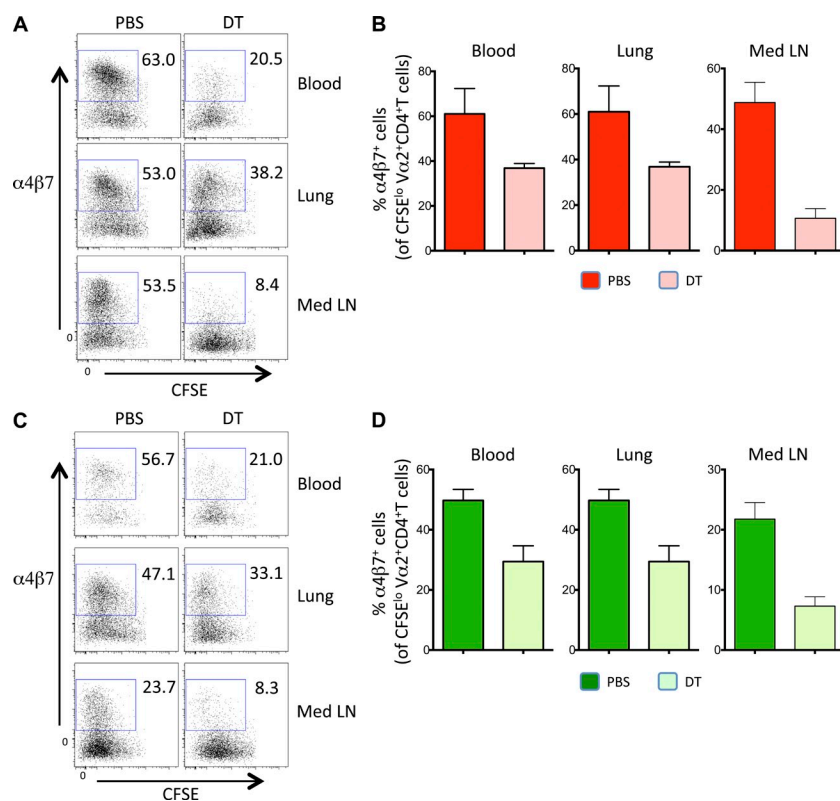 A
PBS
DT
63.0
20.5
Blood
53.0
38.2
Lung
53.5
8.4
Med LN
α4β7
0
0
CFSE
B
Blood
Lung
Med LN
% α4β7⁺ cells
(of CFSEˡᵒ Vα2⁺CD4⁺T cells)
80
60
40
20
0
80
60
40
20
0
60
40
20
0
PBS
DT
C
PBS
DT
56.7
21.0
Blood
47.1
33.1
Lung
23.7
8.3
Med LN
α4β7
0
0
CFSE
D
Blood
Lung
Med LN
% α4β7⁺ cells
(of CFSEˡᵒ Vα2⁺CD4⁺T cells)
60
40
20
0
60
40
20
0
30
20
10
0
PBS
DT